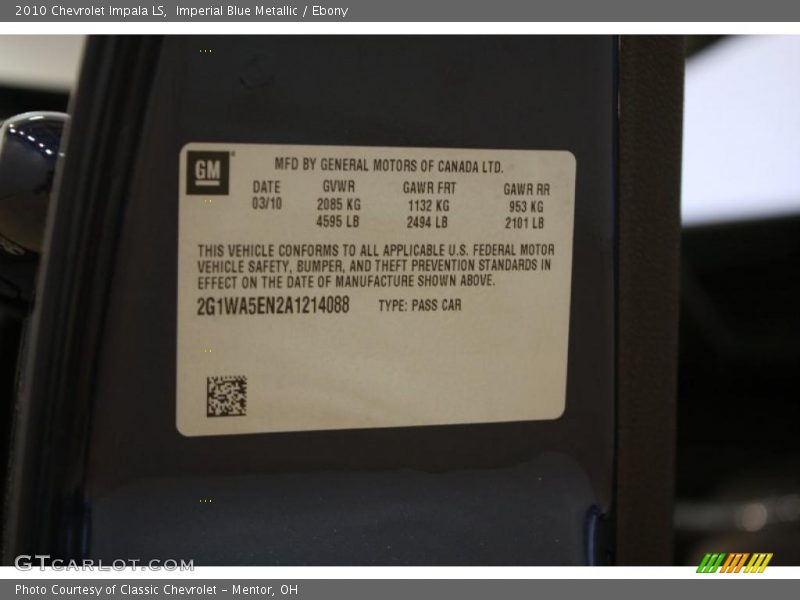 2010 Chevrolet Impala LS,  Imperial Blue Metallic / Ebony
GM
MFD BY GENERAL MOTORS OF CANADA LTD.
DATE GVWR GAWR FRT GAWR RR
03/10 2085 KG 1132 KG 953 KG
4595 LB 2494 LB 2101 LB
THIS VEHICLE CONFORMS TO ALL APPLICABLE U.S. FEDERAL MOTOR
VEHICLE SAFETY, BUMPER, AND THEFT PREVENTION STANDARDS IN
EFFECT ON THE DATE OF MANUFACTURE SHOWN ABOVE.
2G1WA5EN2A1214088 TYPE: PASS CAR
GTCARLOT.COM
Photo Courtesy of Classic Chevrolet - Mentor, OH